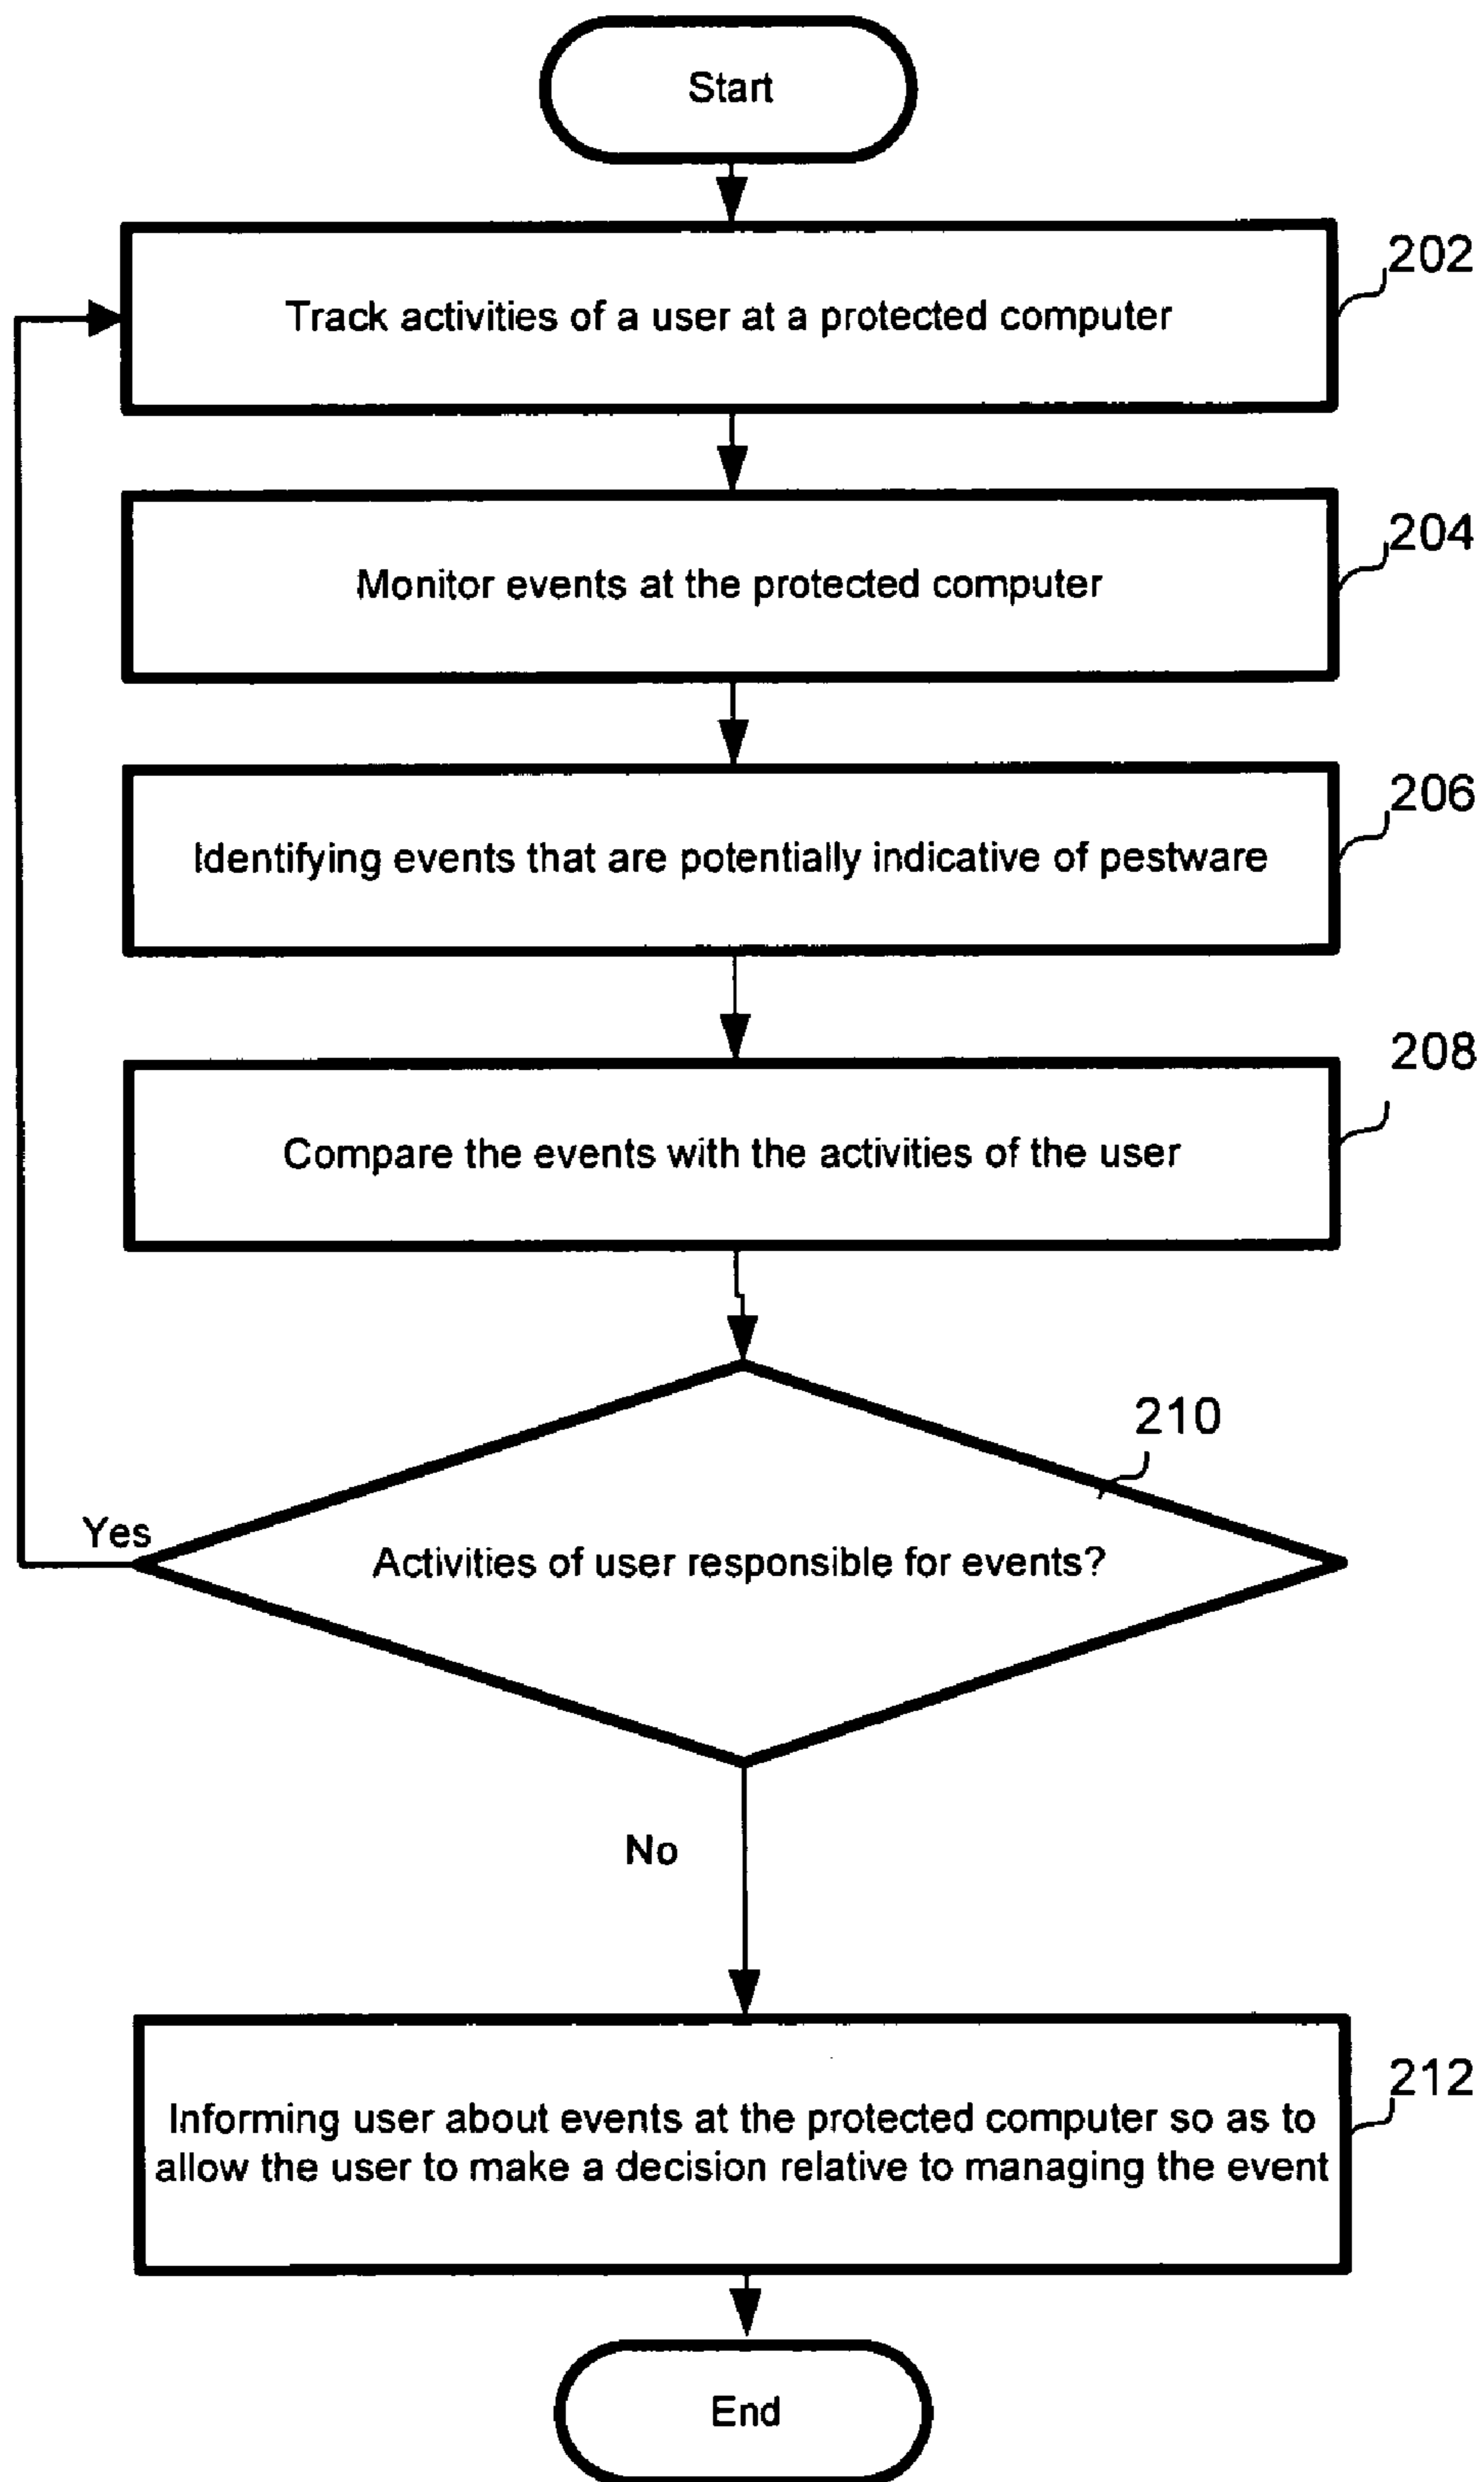 Start
202
Track activities of a user at a protected computer
204
Monitor events at the protected computer
206
Identifying events that are potentially indicative of pestware
208
Compare the events with the activities of the user
210
Yes
Activities of user responsible for events?
No
212
Informing user about events at the protected computer so as to
allow the user to make a decision relative to managing the event
End